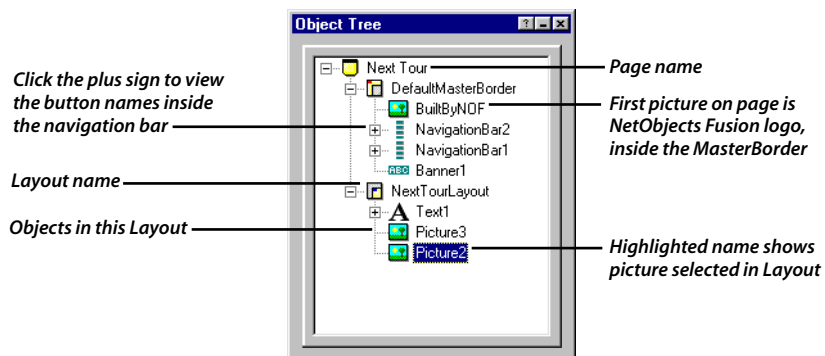 Object Tree
Next Tour
DefaultMasterBorder
BuiltByNOF
NavigationBar2
NavigationBar1
ABC Banner1
NextTourLayout
A Text1
Picture3
Picture2
Click the plus sign to view
the button names inside
the navigation bar
Layout name
Objects in this Layout
Page name
First picture on page is
NetObjects Fusion logo,
inside the MasterBorder
Highlighted name shows
picture selected in Layout